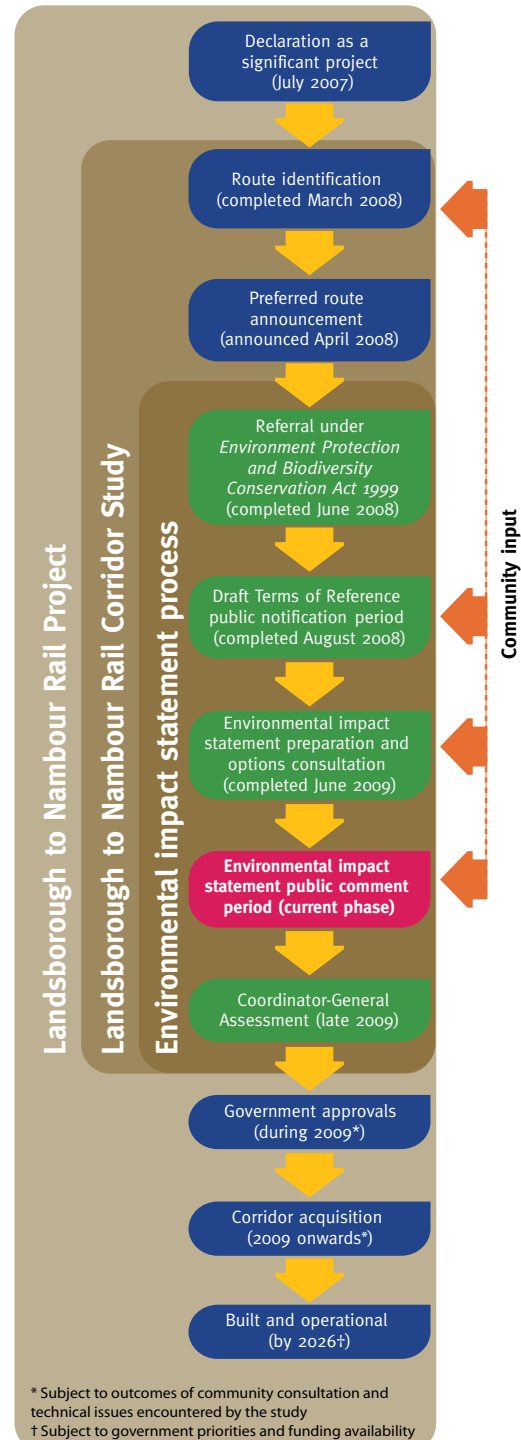 Declaration as a
significant project
(July 2007)
Route identification
(completed March 2008)
Preferred route
announcement
(announced April 2008)
Referral under
Environment Protection
and Biodiversity
Conservation Act 1999
(completed June 2008)
Draft Terms of Reference
public notification period
(completed August 2008)
Environmental impact
statement preparation and
options consultation
(completed June 2009)
Environmental impact
statement public comment
period (current phase)
Coordinator-General
Assessment (late 2009)
Government approvals
(during 2009*)
Corridor acquisition
(2009 onwards*)
Built and operational
(by 2026†)
Landsborough to Nambour Rail Project
Landsborough to Nambour Rail Corridor Study
Environmental impact statement process
Community input
* Subject to outcomes of community consultation and
technical issues encountered by the study
† Subject to government priorities and funding availability